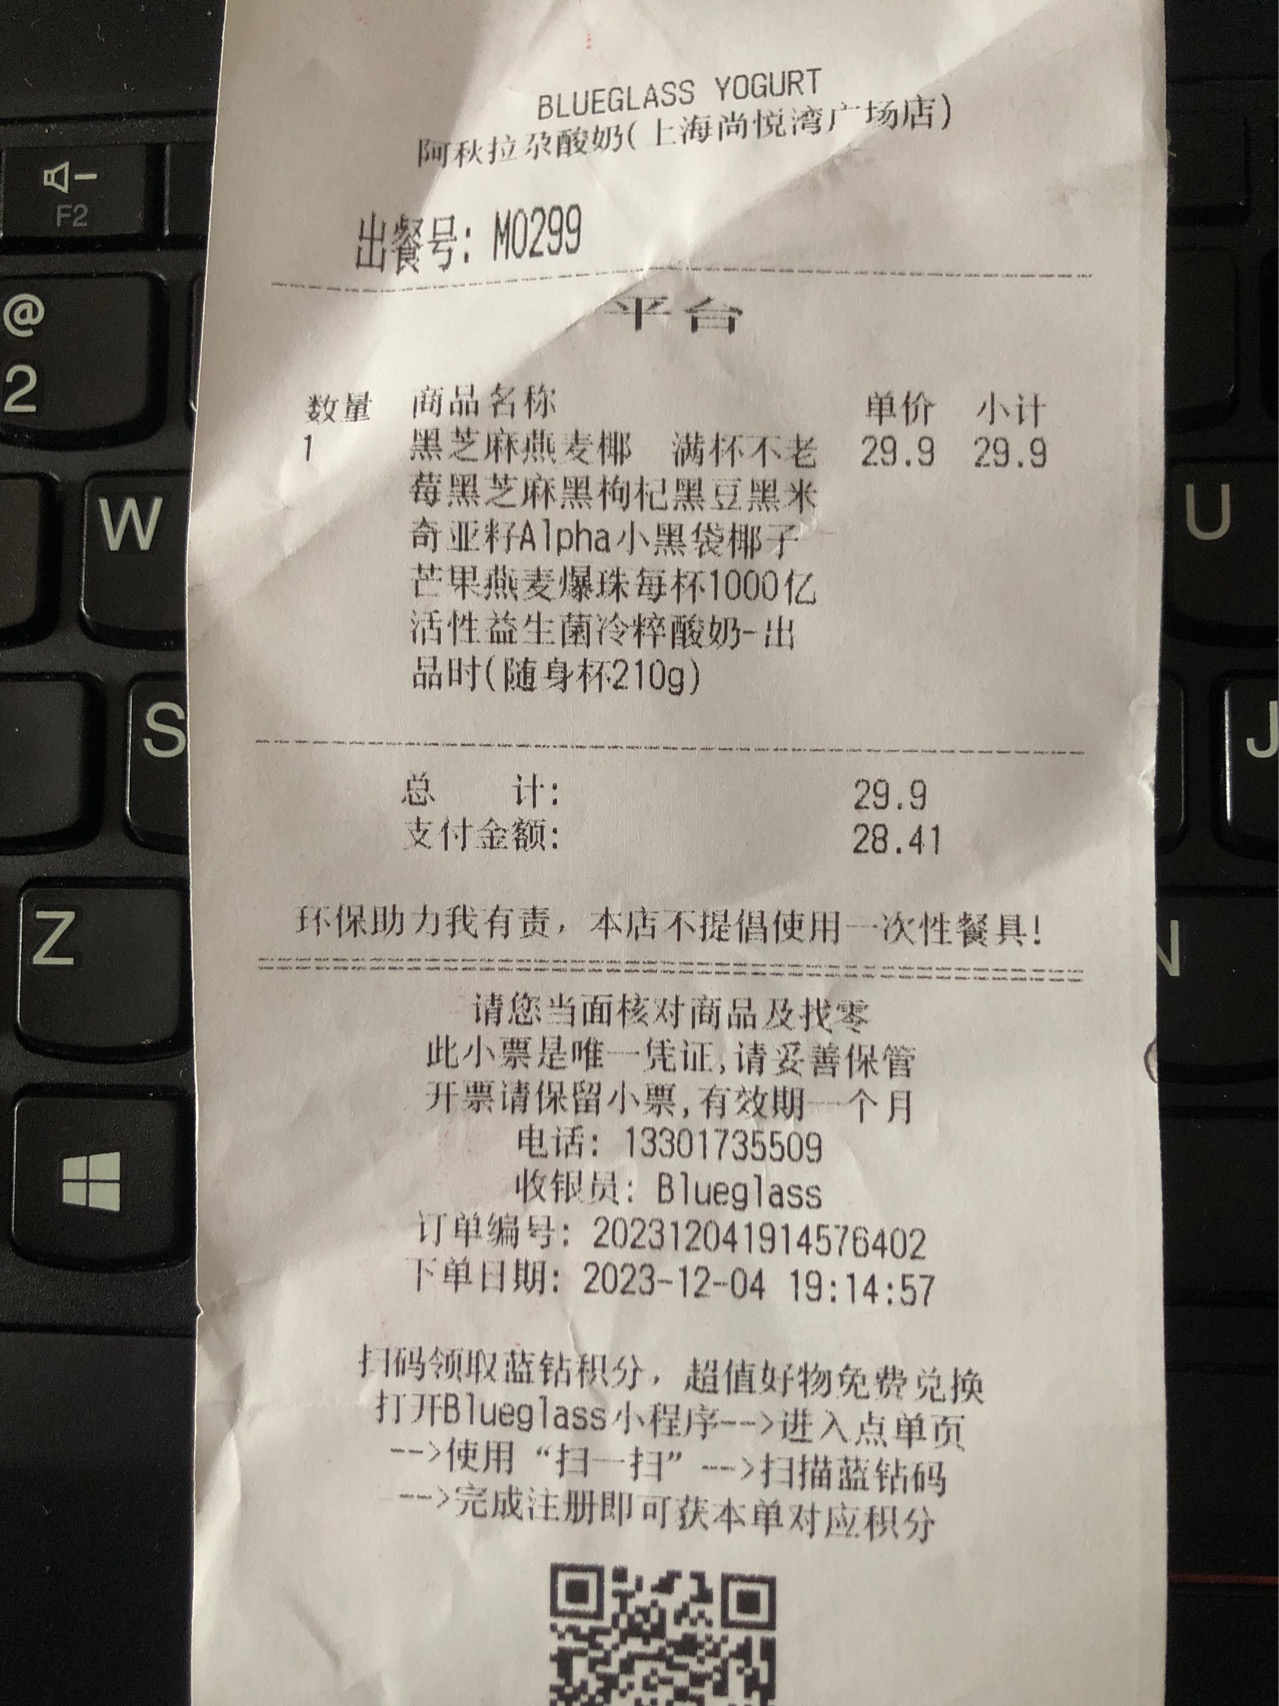 BLUEGLASS YOGURT
阿秋拉尕酸奶(上海尚悦湾广场店)
出餐号: M0299
平台
数量 商品名称 单价 小计
1 黑芝麻燕麦椰 满杯不老 29.9 29.9
莓黑芝麻黑枸杞黑豆黑米
奇亚籽Alpha小黑袋椰子
芒果燕麦爆珠每杯1000亿
活性益生菌冷粹酸奶-出
品时(随身杯210g)
总 计: 29.9
支付金额: 28.41
环保助力我有责，本店不提倡使用一次性餐具!
请您当面核对商品及找零
此小票是唯一凭证,请妥善保管
开票请保留小票,有效期一个月
电话: 13301735509
收银员: Blueglass
订单编号: 202312041914576402
下单日期: 2023-12-04 19:14:57
扫码领取蓝钻积分，超值好物免费兑换
打开Blueglass小程序-->进入点单页
-->使用“扫一扫”-->扫描蓝钻码
-->完成注册即可获本单对应积分
F2
@
2
W
U
S
J
Z
N